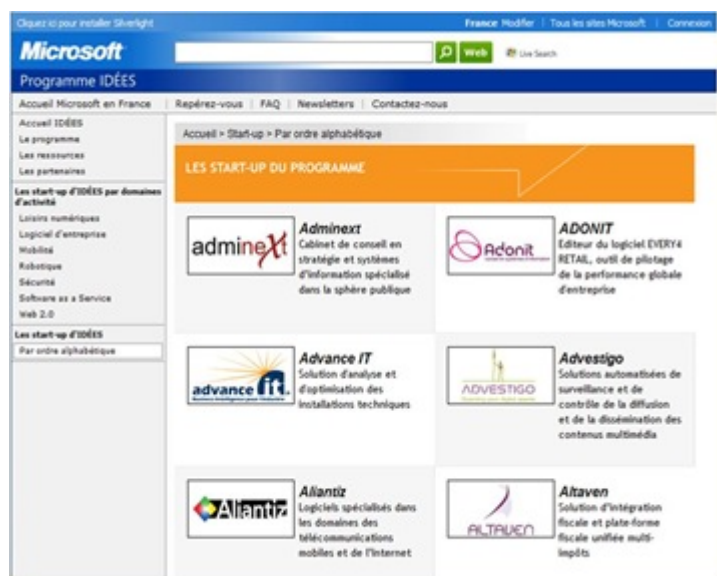 Cliquez ici pour installer Silverlight
France Modifier | Tous les sites Microsoft | Connexion
Microsoft
Web
Live Search
Programme IDÉES
Accueil Microsoft en France | Repérez-vous | FAQ | Newsletters | Contactez-nous
Accueil IDÉES
Le programme
Les ressources
Les partenaires
Les start-up d'IDÉES par domaines
d'activité
Loisirs numériques
Logiciel d'entreprise
Mobilité
Robotique
Sécurité
Software as a Service
Web 2.0
Les start-up d'IDÉES
Par ordre alphabétique
Accueil > Start-up > Par ordre alphabétique
LES START-UP DU PROGRAMME
adminext
Adminext
Cabinet de conseil en
stratégie et systèmes
d'information spécialisé
dans la sphère publique
Adonit
ADONIT
Editeur du logiciel EVERY4
RETAIL, outil de pilotage
de la performance globale
d'entreprise
advance it.
Advance IT
Solution d'analyse et
d'optimisation des
installations techniques
ADVESTIGO
Advestigo
Solutions automatisées de
surveillance et de
contrôle de la diffusion
et de la dissémination des
contenus multimédia
Aliantiz
Aliantiz
Logiciels spécialisés dans
les domaines des
télécommunications
mobiles et de l'Internet
ALTAVEN
Altaven
Solution d'intégration
fiscale et plate-forme
fiscale unifiée multi-
impôts